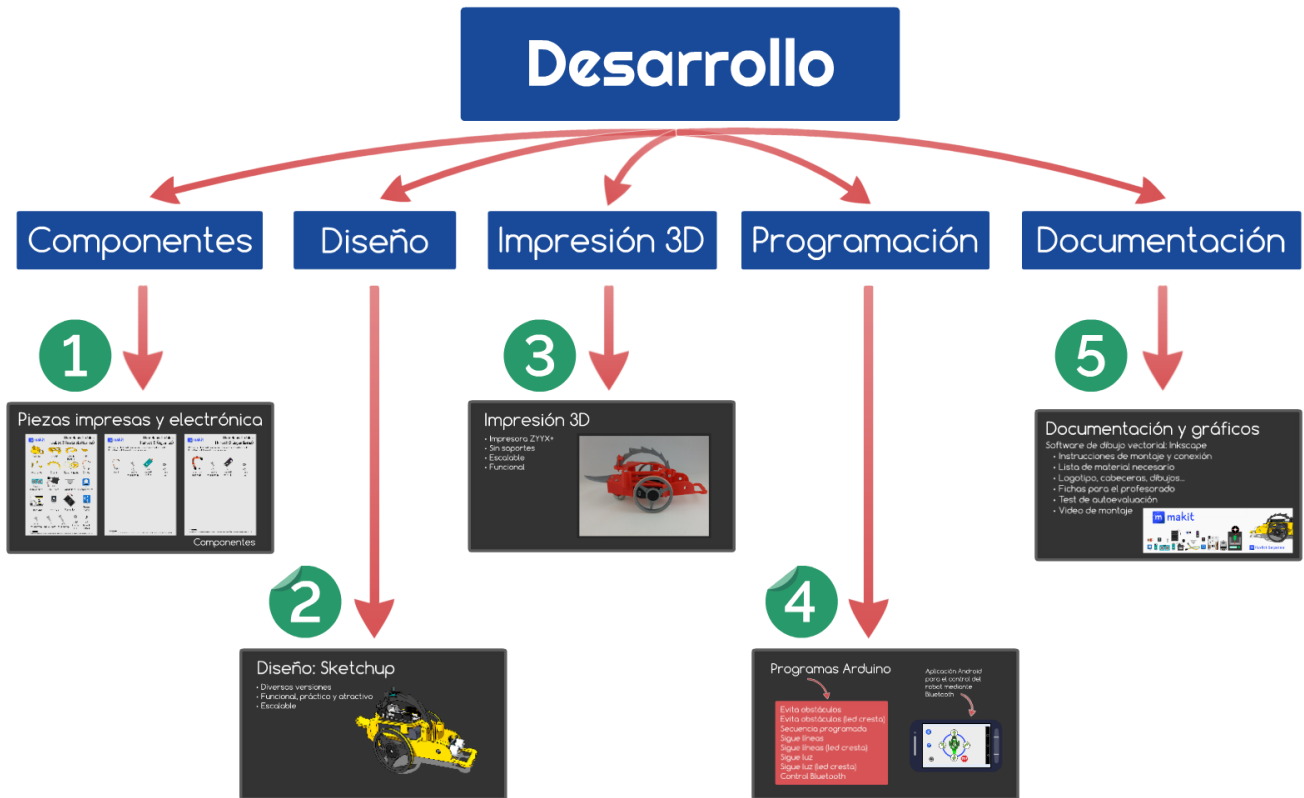 Desarrollo
Componentes
Diseño
Impresión 3D
Programación
Documentación
1
Piezas impresas y electrónica
makit
makit
makit
Componentes
2
Diseño: Sketchup
• Diversas versiones
• Funcional, práctico y atractivo
• Escalable
3
Impresión 3D
• Impresora ZYYX+
• Sin soportes
• Escalable
• Funcional
4
Programas Arduino
Evita obstáculos
Evita obstáculos (led cresta)
Secuencia programada
Sigue líneas
Sigue líneas (led cresta)
Sigue luz
Sigue luz (led cresta)
Control Bluetooth
Aplicación Android
para el control del
robot mediante
Bluetooth
5
Documentación y gráficos
Software de dibujo vectorial: Inkscape
• Instrucciones de montaje y conexión
• Lista de material necesario
• Logotipo, cabeceras, dibujos...
• Fichas para el profesorado
• Test de autoevaluación
• Video de montaje
m makit